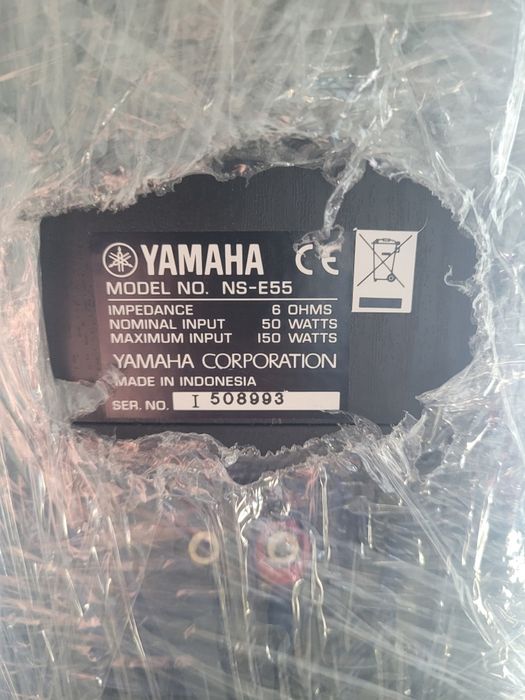 YAMAHA CE
MODEL NO. NS-E55
IMPEDANCE 6 OHMS
NOMINAL INPUT 50 WATTS
MAXIMUM INPUT 150 WATTS
YAMAHA CORPORATION
MADE IN INDONESIA
SER. NO. I 508993